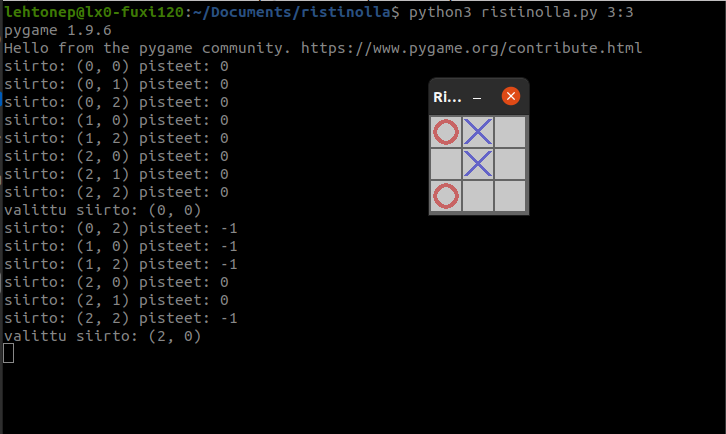 lehtonep@lx0-fuxi120:~/Documents/ristinolla$ python3 ristinolla.py 3:3
pygame 1.9.6
Hello from the pygame community. https://www.pygame.org/contribute.html
siirto: (0, 0) pisteet: 0
siirto: (0, 1) pisteet: 0
siirto: (0, 2) pisteet: 0
siirto: (1, 0) pisteet: 0
siirto: (1, 2) pisteet: 0
siirto: (2, 0) pisteet: 0
siirto: (2, 1) pisteet: 0
siirto: (2, 2) pisteet: 0
valittu siirto: (0, 0)
siirto: (0, 2) pisteet: -1
siirto: (1, 0) pisteet: -1
siirto: (1, 2) pisteet: -1
siirto: (2, 0) pisteet: 0
siirto: (2, 1) pisteet: 0
siirto: (2, 2) pisteet: -1
valittu siirto: (2, 0)
Ri...